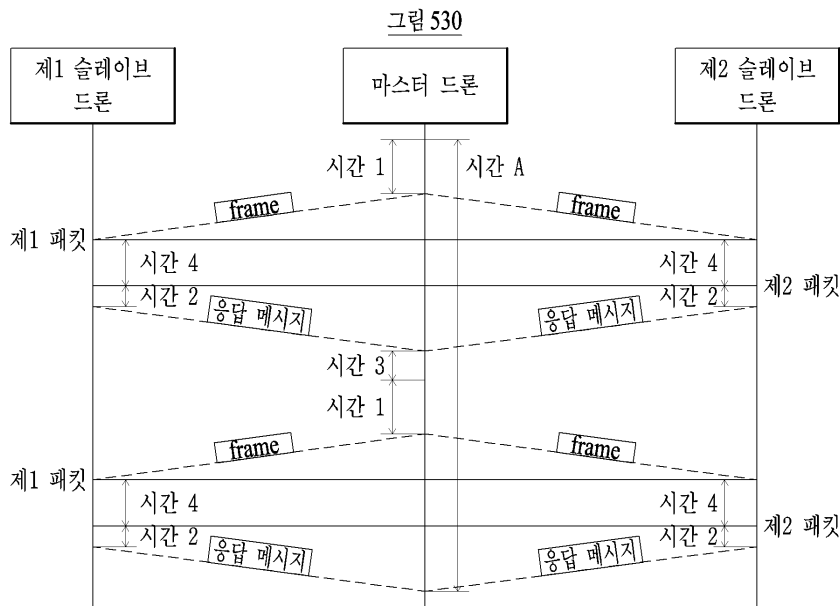 그림 530
제1 슬레이브
드론
마스터 드론
제2 슬레이브
드론
시간 1
시간 A
frame
frame
제1 패킷
시간 4
시간 4
시간 2
제2 패킷
시간 2
응답 메시지
응답 메시지
시간 3
시간 1
frame
frame
제1 패킷
시간 4
시간 4
시간 2
제2 패킷
시간 2
응답 메시지
응답 메시지